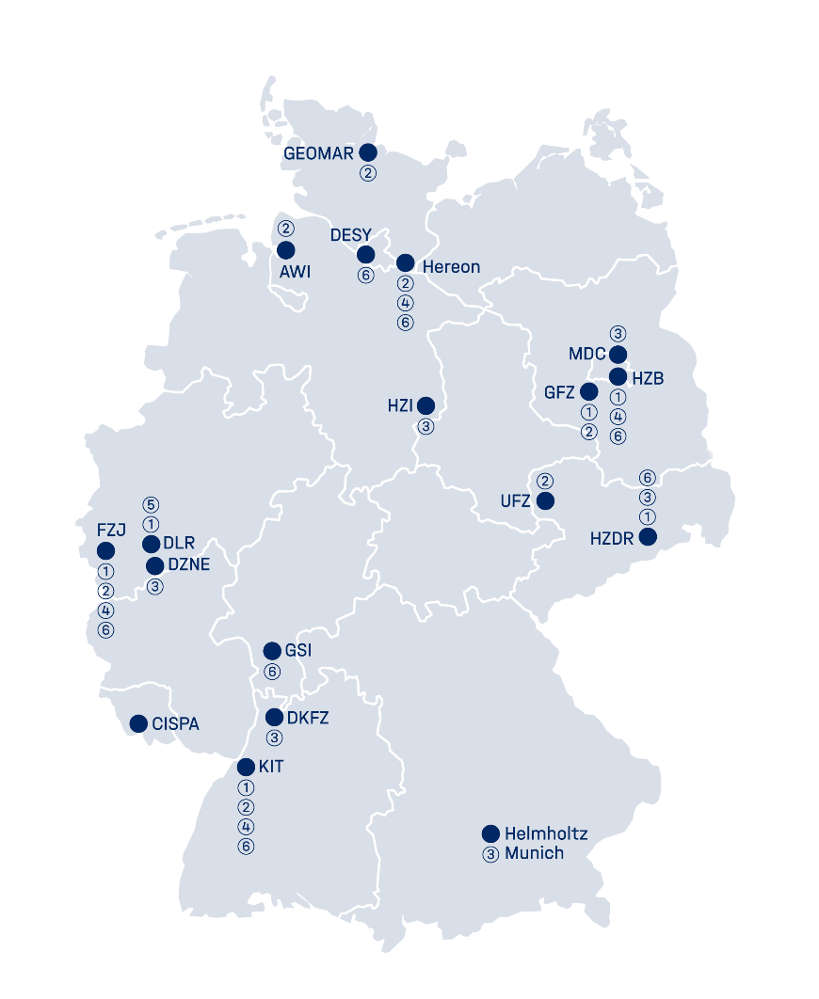 GEOMAR
②
②
AWI
DESY
⑥
Hereon
②
④
⑥
③
MDC
HZB
①
④
⑥
GFZ
①
②
HZI
③
②
UFZ
⑥
③
①
HZDR
⑤
①
DLR
FZJ
①
②
④
⑥
DZNE
③
GSI
⑥
CISPA
DKFZ
③
KIT
①
②
④
⑥
Helmholtz
③ Munich